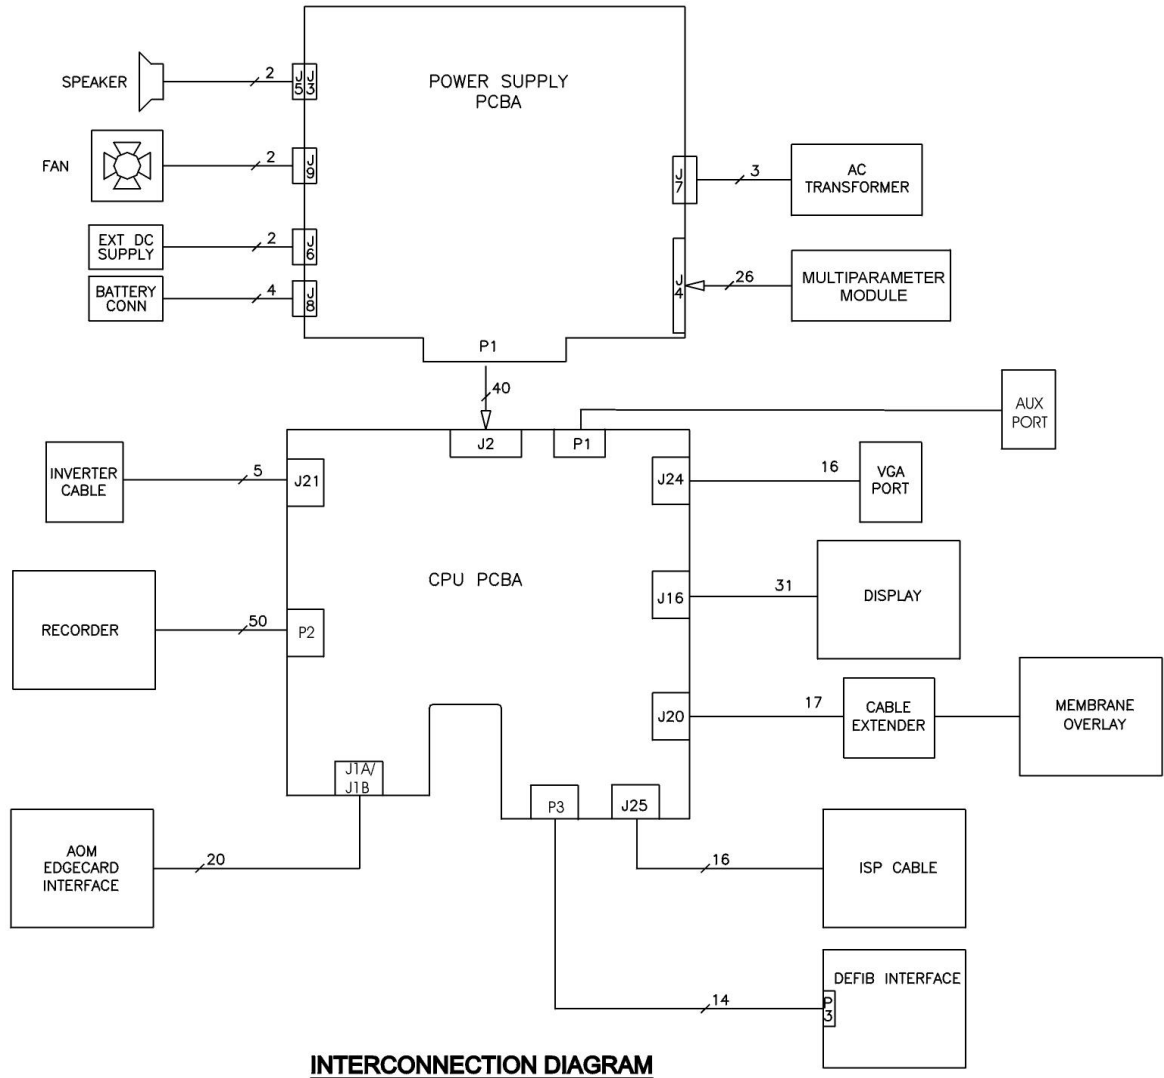 SPEAKER
2
J5
J3
POWER SUPPLY
PCBA
FAN
2
J9
J7
3
AC
TRANSFORMER
EXT DC
SUPPLY
2
J6
BATTERY
CONN
4
J8
J4
26
MULTIPARAMETER
MODULE
P1
40
AUX
PORT
J2
P1
INVERTER
CABLE
5
J21
J24
16
VGA
PORT
CPU PCBA
J16
31
DISPLAY
RECORDER
50
P2
J20
17
CABLE
EXTENDER
MEMBRANE
OVERLAY
J1A/
J1B
P3
J25
AOM
EDGECARD
INTERFACE
20
16
ISP CABLE
DEFIB INTERFACE
14
P3
INTERCONNECTION DIAGRAM